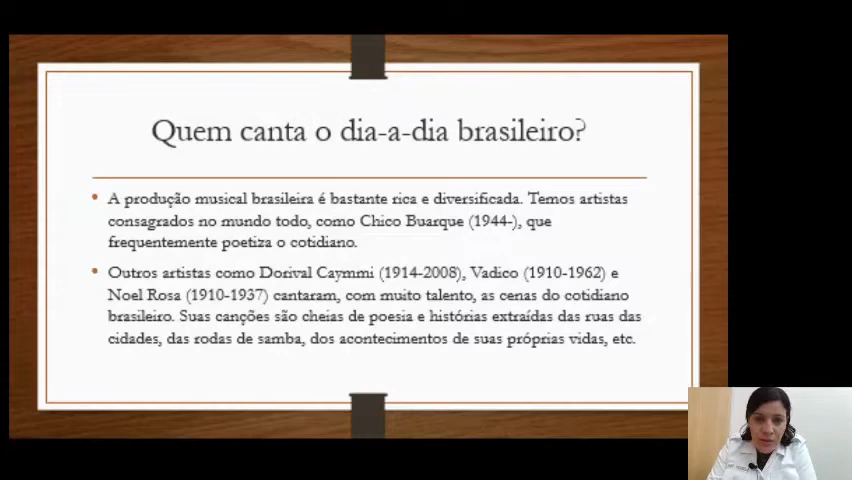 Quem canta o dia-a-dia brasileiro?
• A produção musical brasileira é bastante rica e diversificada. Temos artistas
consagrados no mundo todo, como Chico Buarque (1944-), que
frequentemente poetiza o cotidiano.
• Outros artistas como Dorival Caymmi (1914-2008), Vadico (1910-1962) e
Noel Rosa (1910-1937) cantaram, com muito talento, as cenas do cotidiano
brasileiro. Suas canções são cheias de poesia e histórias extraídas das ruas das
cidades, das rodas de samba, dos acontecimentos de suas próprias vidas, etc.